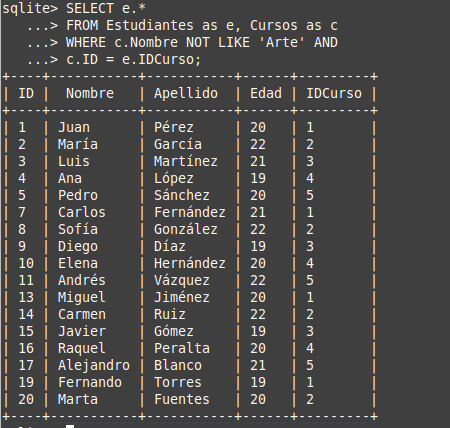 sqlite> SELECT e.*
...> FROM Estudiantes as e, Cursos as c
...> WHERE c.Nombre NOT LIKE 'Arte' AND
...> c.ID = e.IDCurso;
+----+-----------+-----------+------+---------+
| ID | Nombre | Apellido | Edad | IDCurso |
+----+-----------+-----------+------+---------+
| 1 | Juan | Pérez | 20 | 1 |
| 2 | María | García | 22 | 2 |
| 3 | Luis | Martínez | 21 | 3 |
| 4 | Ana | López | 19 | 4 |
| 5 | Pedro | Sánchez | 20 | 5 |
| 7 | Carlos | Fernández | 21 | 1 |
| 8 | Sofía | González | 22 | 2 |
| 9 | Diego | Díaz | 19 | 3 |
| 10 | Elena | Hernández | 20 | 4 |
| 11 | Andrés | Vázquez | 22 | 5 |
| 13 | Miguel | Jiménez | 20 | 1 |
| 14 | Carmen | Ruiz | 22 | 2 |
| 15 | Javier | Gómez | 19 | 3 |
| 16 | Raquel | Peralta | 20 | 4 |
| 17 | Alejandro | Blanco | 21 | 5 |
| 19 | Fernando | Torres | 19 | 1 |
| 20 | Marta | Fuentes | 20 | 2 |
+----+-----------+-----------+------+---------+